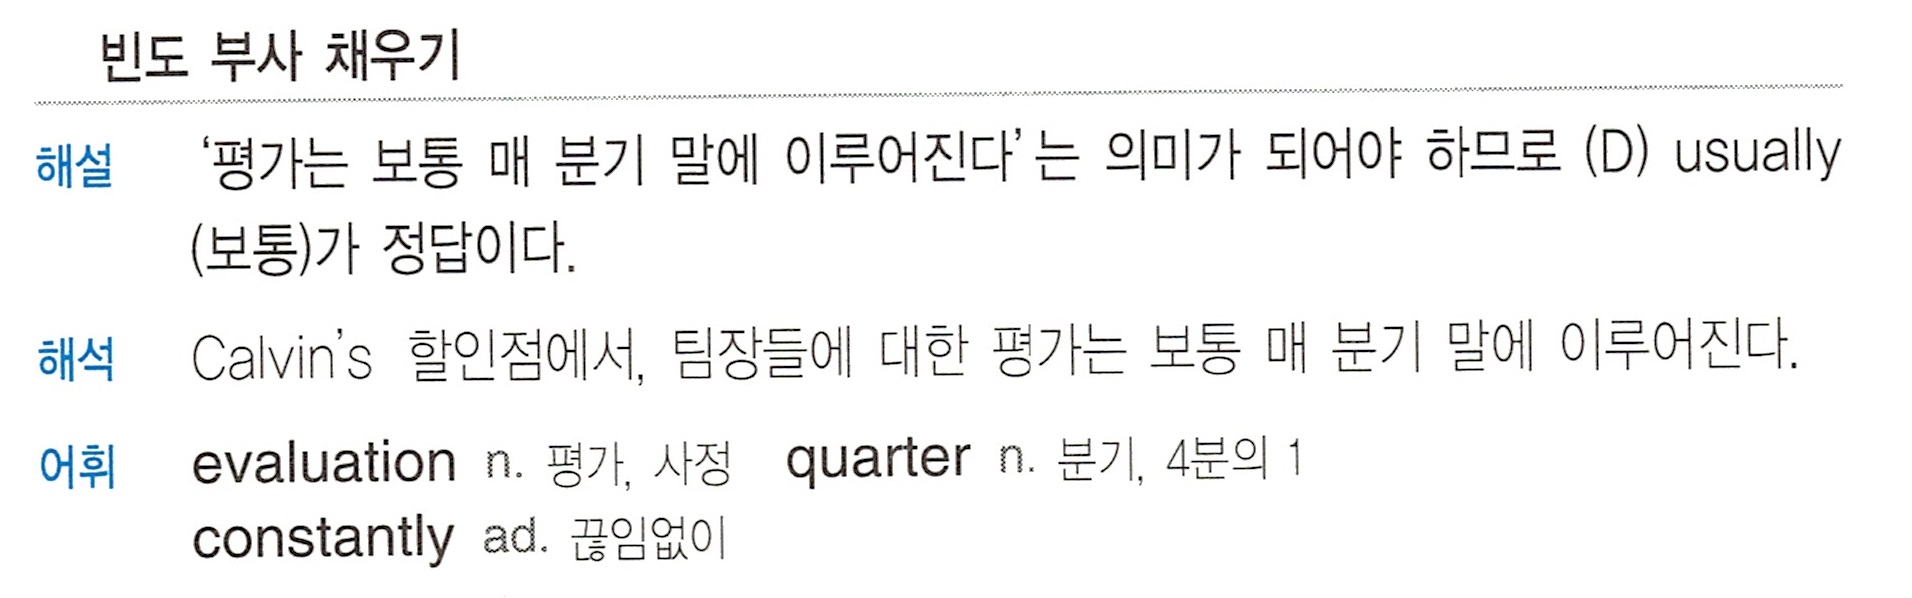 빈도 부사 채우기
해설 ‘평가는 보통 매 분기 말에 이루어진다’는 의미가 되어야 하므로 (D) usually
(보통)가 정답이다.
해석 Calvin’s 할인점에서, 팀장들에 대한 평가는 보통 매 분기 말에 이루어진다.
어휘 evaluation n. 평가, 사정 quarter n. 분기, 4분의 1
constantly ad. 끊임없이